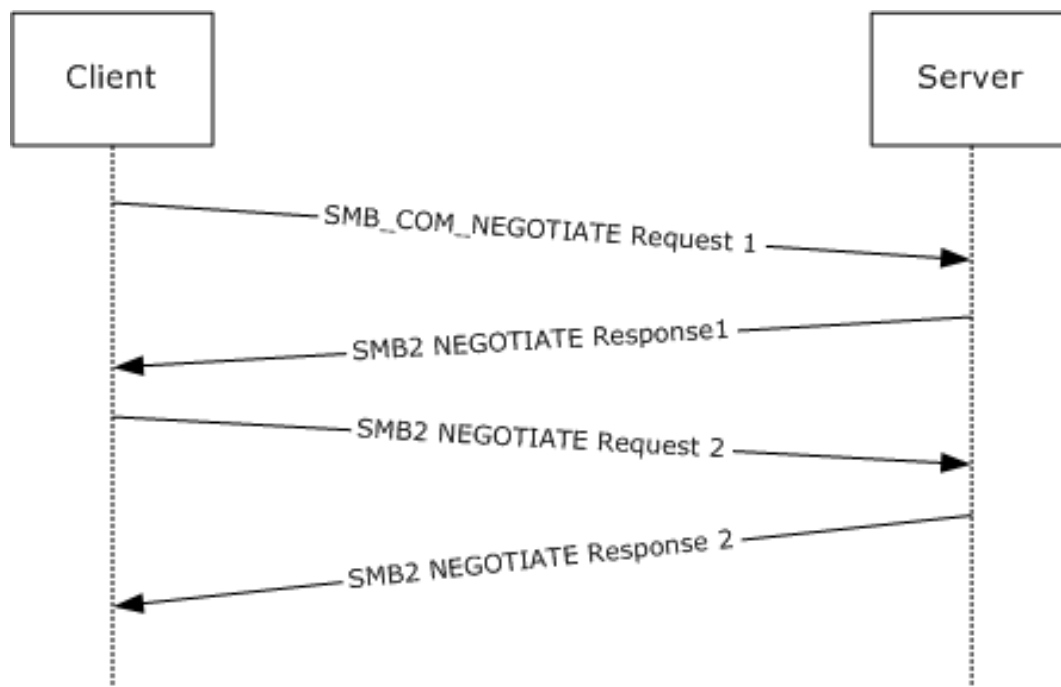 Client
Server
SMB_COM_NEGOTIATE Request 1
SMB2 NEGOTIATE Response1
SMB2 NEGOTIATE Request 2
SMB2 NEGOTIATE Response 2